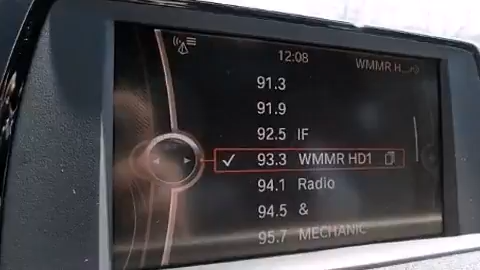 12:08
WMMR H
91.3
91.9
92.5 IF
93.3 WMMR HD1
94.1 Radio
94.5 &
95.7 MECHANIC